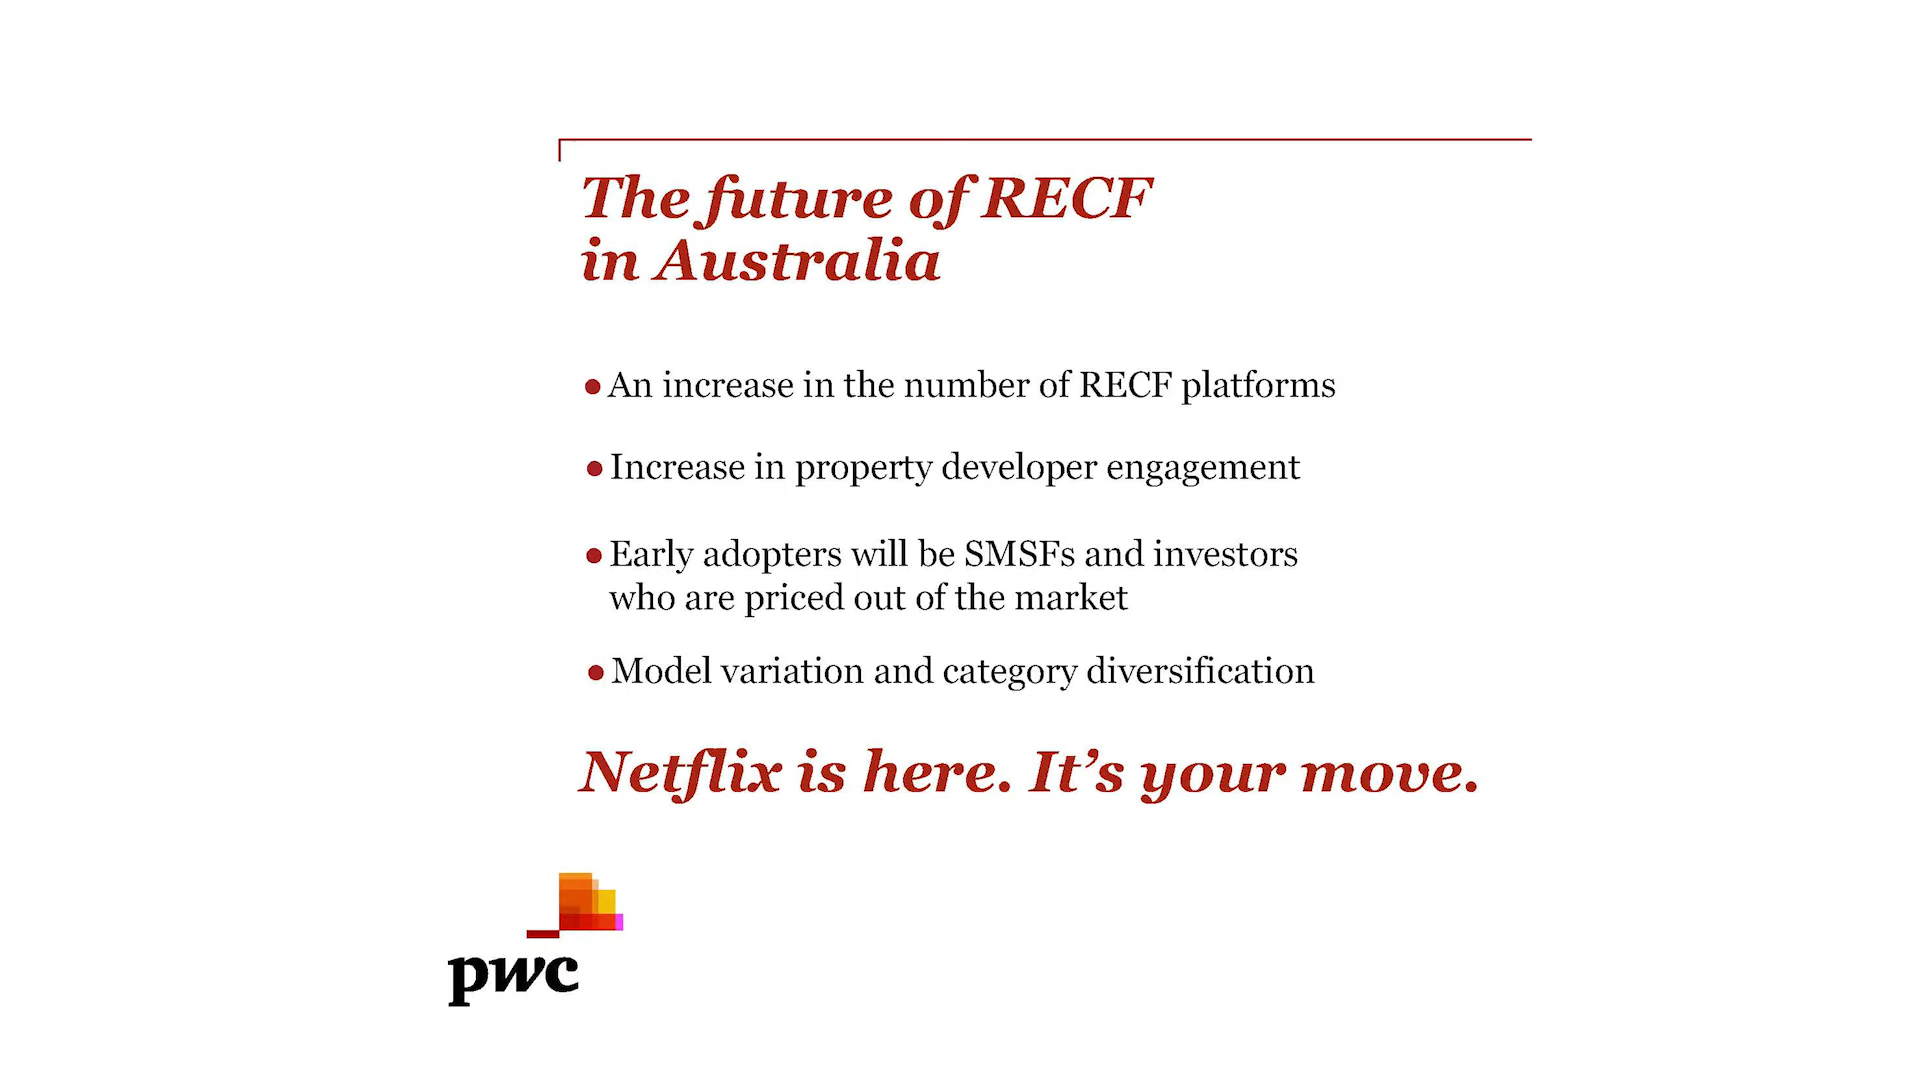 The future of RECF
in Australia
● An increase in the number of RECF platforms
● Increase in property developer engagement
● Early adopters will be SMSFs and investors
who are priced out of the market
● Model variation and category diversification
Netflix is here. It’s your move.
pwc